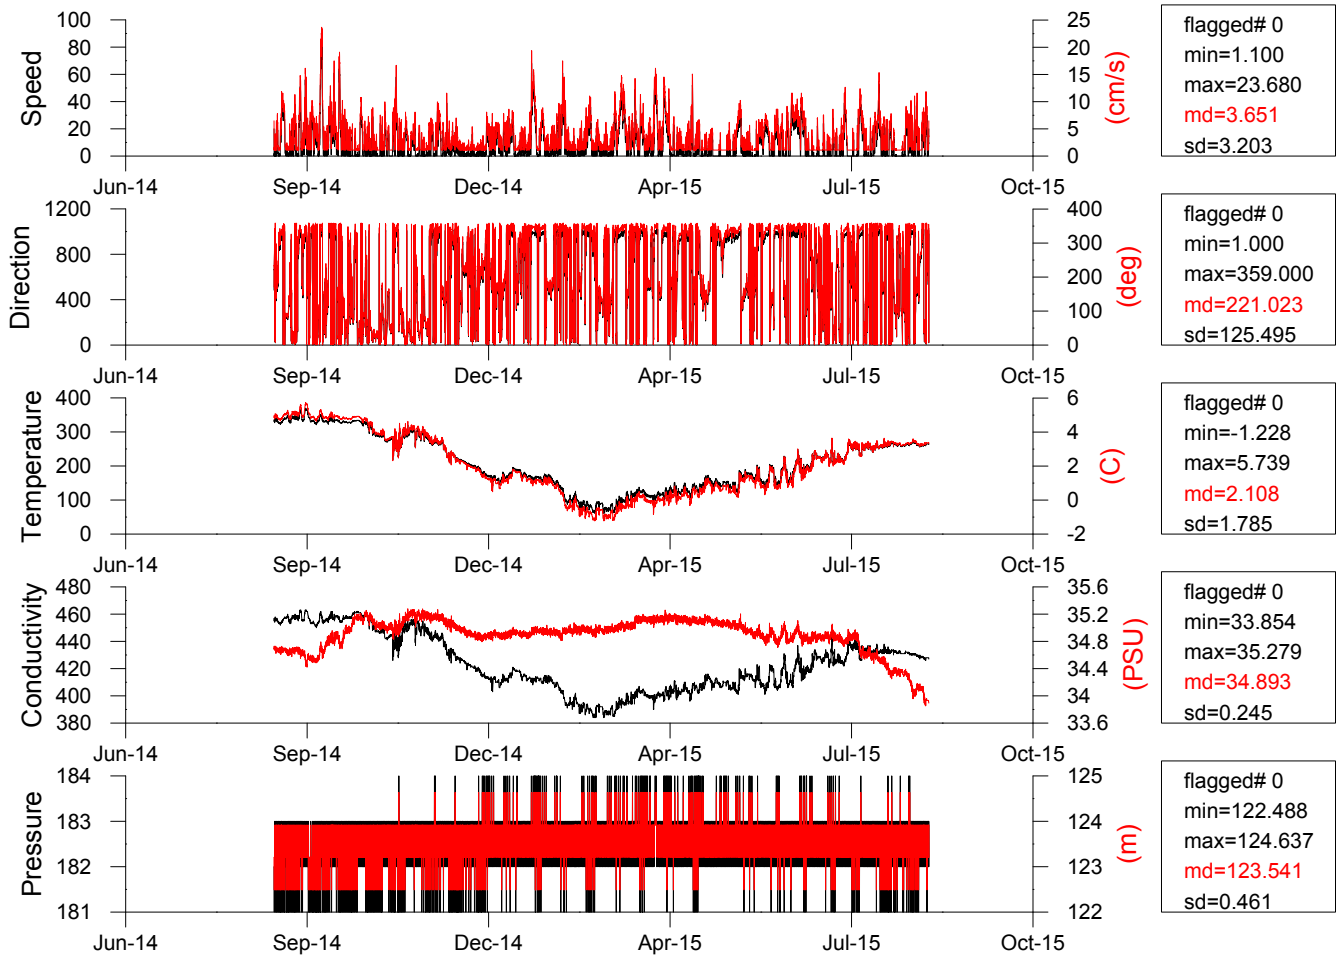 Speed
100
80
60
40
20
0
25
20
15
10
5
0
(cm/s)
Jun-14
Sep-14
Dec-14
Apr-15
Jul-15
Oct-15
flagged# 0
min=1.100
max=23.680
md=3.651
sd=3.203
Direction
1200
800
400
0
400
300
200
100
0
(deg)
Jun-14
Sep-14
Dec-14
Apr-15
Jul-15
Oct-15
flagged# 0
min=1.000
max=359.000
md=221.023
sd=125.495
Temperature
400
300
200
100
0
6
4
2
0
-2
(C)
Jun-14
Sep-14
Dec-14
Apr-15
Jul-15
Oct-15
flagged# 0
min=-1.228
max=5.739
md=2.108
sd=1.785
Conductivity
480
460
440
420
400
380
35.6
35.2
34.8
34.4
34
33.6
(PSU)
Jun-14
Sep-14
Dec-14
Apr-15
Jul-15
Oct-15
flagged# 0
min=33.854
max=35.279
md=34.893
sd=0.245
Pressure
184
183
182
181
125
124
123
122
(m)
Jun-14
Sep-14
Dec-14
Apr-15
Jul-15
Oct-15
flagged# 0
min=122.488
max=124.637
md=123.541
sd=0.461